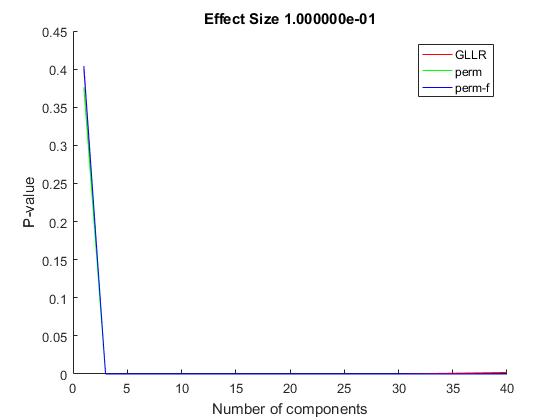 Effect Size 1.000000e-01
0.45
0.4
0.35
0.3
0.25
0.2
0.15
0.1
0.05
0
P-value
GLLR
perm
perm-f
0 5 10 15 20 25 30 35 40
Number of components